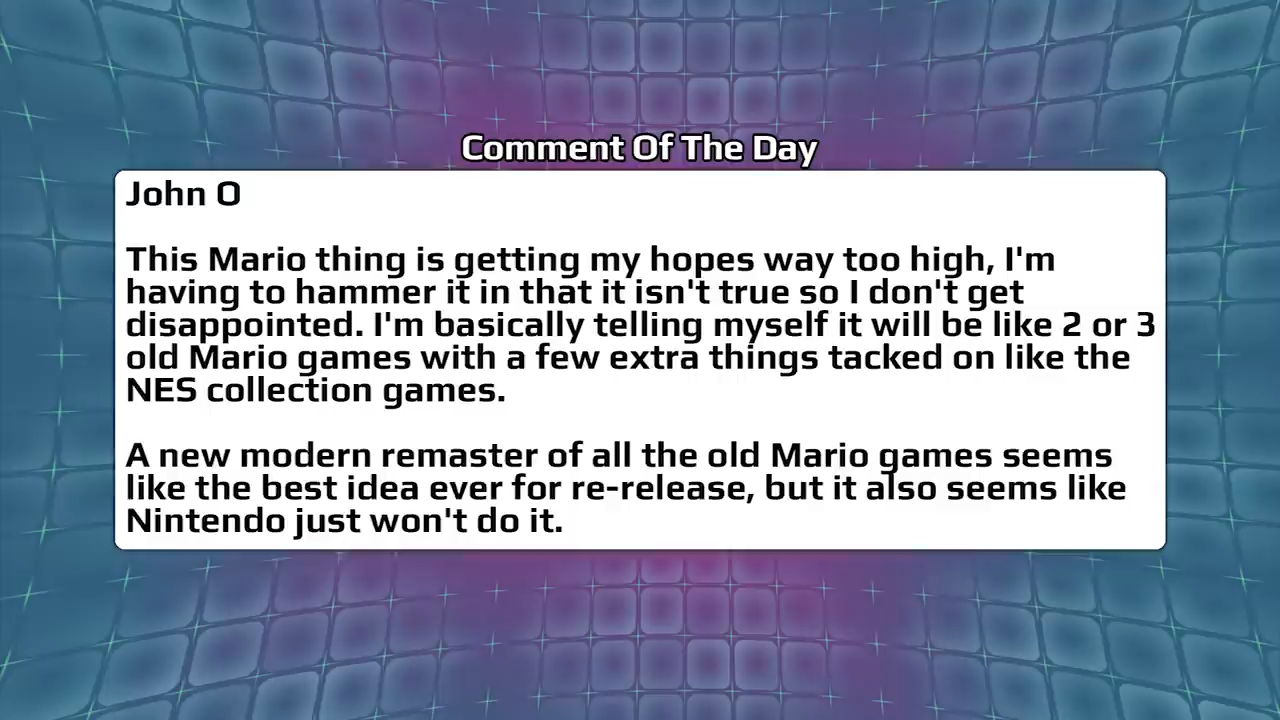 Comment Of The Day
John O
This Mario thing is getting my hopes way too high, I'm
having to hammer it in that it isn't true so I don't get
disappointed. I'm basically telling myself it will be like 2 or 3
old Mario games with a few extra things tacked on like the
NES collection games.
A new modern remaster of all the old Mario games seems
like the best idea ever for re-release, but it also seems like
Nintendo just won't do it.